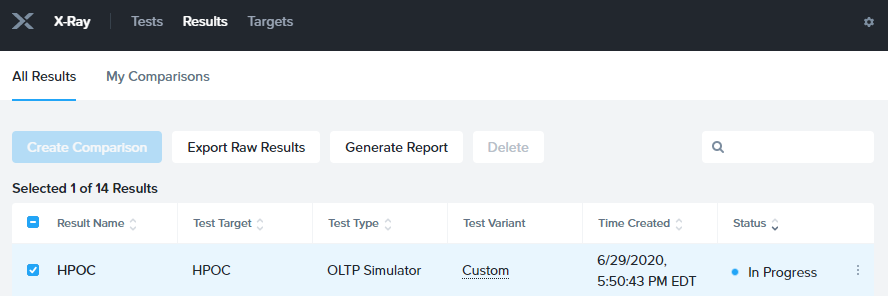 X-Ray Tests Results Targets
All Results My Comparisons
Create Comparison Export Raw Results Generate Report Delete
Selected 1 of 14 Results
Result Name Test Target Test Type Test Variant Time Created Status
HPOC HPOC OLTP Simulator Custom 6/29/2020, 5:50:43 PM EDT In Progress